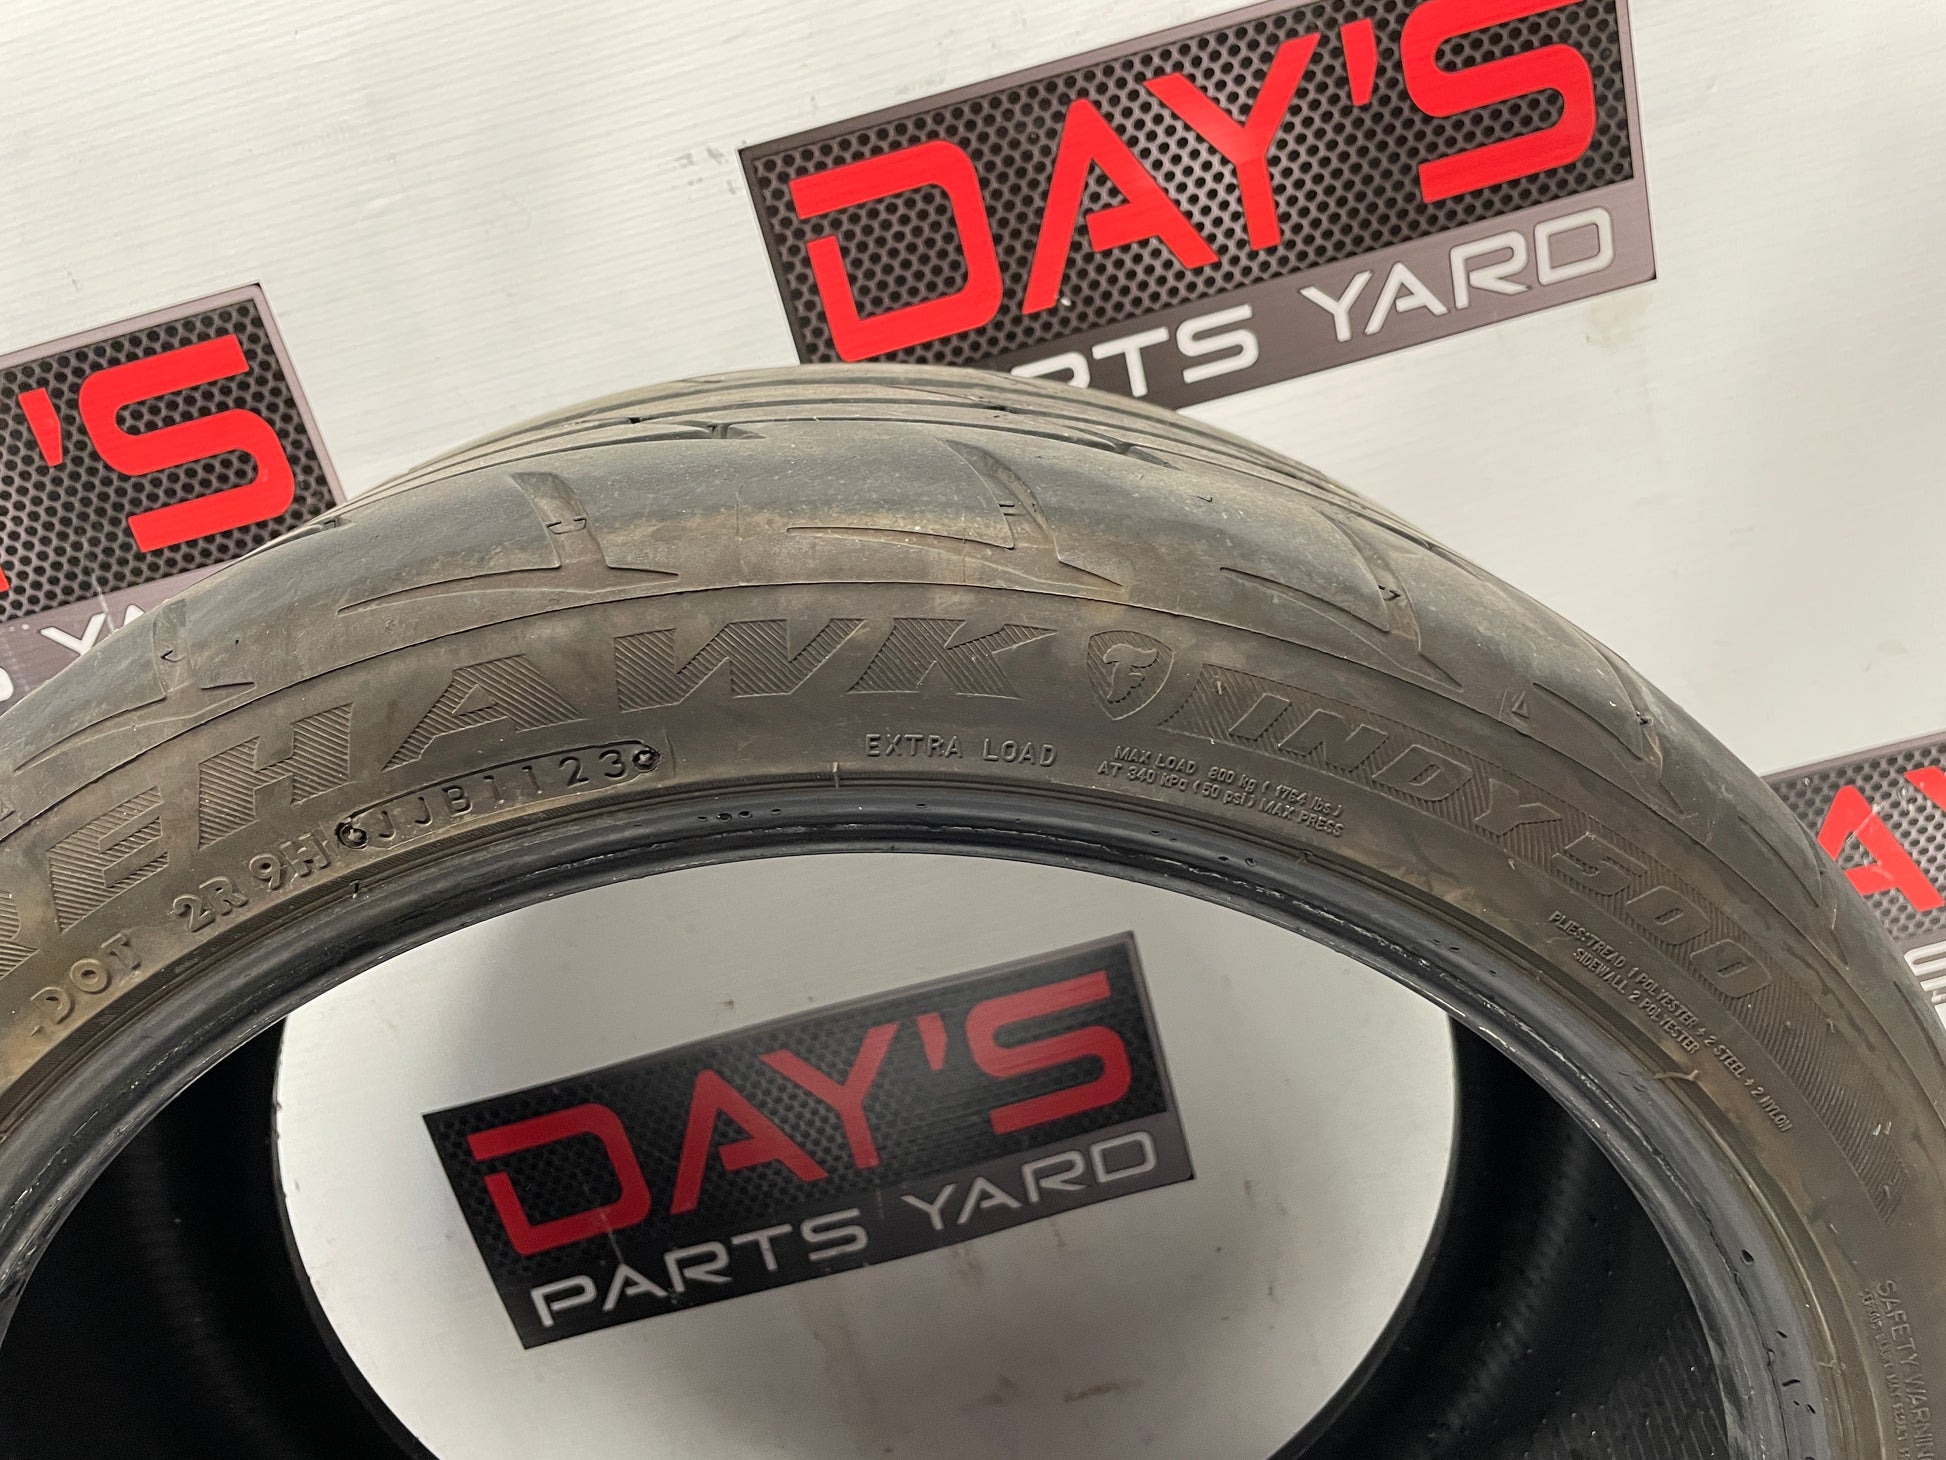 DAY'S
PARTS YARD
'S
EHAWK F INDY 500
DOT 2R 9H JJB1123
EXTRA LOAD
MAX LOAD 800 kg (1764 lbs)
AT 340 KPa (50 psi) MAX PRESS
PLIES:TREAD 1 POLYESTER + 2 STEEL + 2 NYLON
SIDEWALL 2 POLYESTER
DAY'S
PARTS YARD
SAFETY WARNIN